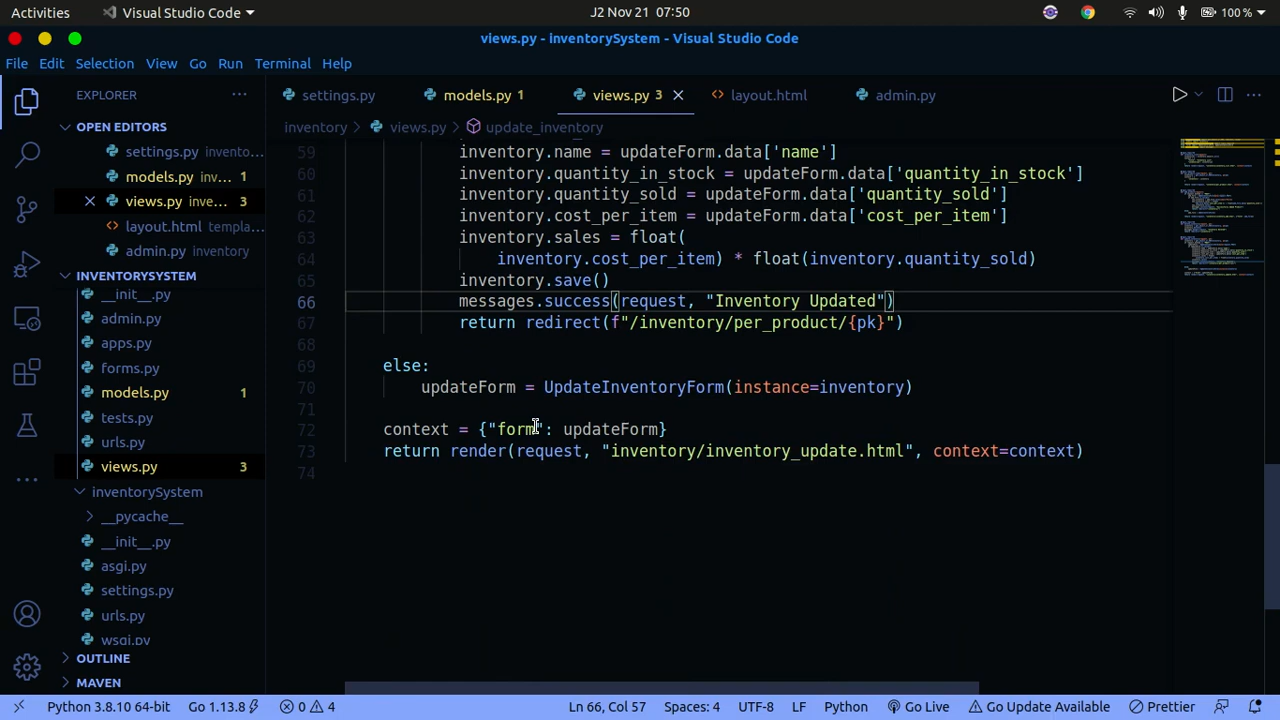 Activities Visual Studio Code J2 Nov 21 07:50 100 %
views.py - inventorySystem - Visual Studio Code
File Edit Selection View Go Run Terminal Help
EXPLORER
settings.py models.py 1 views.py 3 layout.html admin.py
OPEN EDITORS
inventory views.py update_inventory
settings.py invento...
models.py inv... 1
views.py inve... 3
layout.html templa...
admin.py inventory
INVENTORYSYSTEM
__init__.py
admin.py
apps.py
forms.py
models.py 1
tests.py
urls.py
views.py 3
inventorySystem
__pycache__
__init__.py
asgi.py
settings.py
urls.py
wsgi.py
OUTLINE
MAVEN
59 = updateForm.data['name']
60 inventory.quantity_in_stock = updateForm.data['quantity_in_stock']
61 inventory.quantity_sold = updateForm.data['quantity_sold']
62 inventory.cost_per_item = updateForm.data['cost_per_item']
63 inventory.sales = float(
64 inventory.cost_per_item) * float(inventory.quantity_sold)
65 inventory.save()
66 messages.success(request, "Inventory Updated")
67 return redirect(f"/inventory/per_product/{pk}")
68
69 else:
70 updateForm = UpdateInventoryForm(instance=inventory)
71
72 context = {"form": updateForm}
73 return render(request, "inventory/inventory_update.html", context=context)
74
Python 3.8.10 64-bit Go 1.13.8 0 4 Ln 66, Col 57 Spaces: 4 UTF-8 LF Python Go Live Go Update Available Prettier